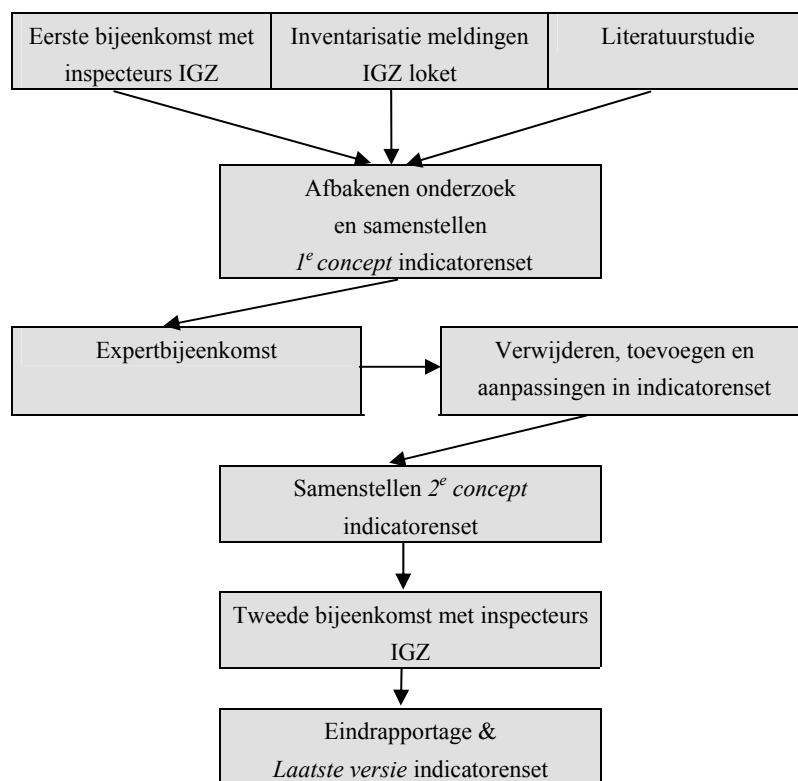 Eerste bijeenkomst met
inspecteurs IGZ
Inventarisatie meldingen
IGZ loket
Literatuurstudie
Afbakenen onderzoek
en samenstellen
1e concept indicatorenset
Expertbijeenkomst
Verwijderen, toevoegen en
aanpassingen in indicatorenset
Samenstellen 2e concept
indicatorenset
Tweede bijeenkomst met inspecteurs
IGZ
Eindrapportage &
Laatste versie indicatorenset